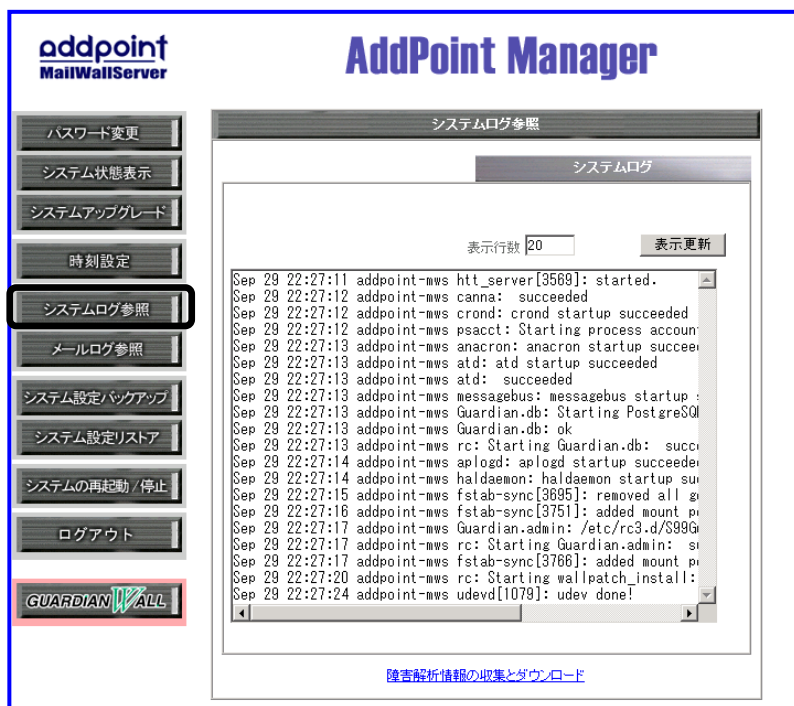 addpoint
MailWallServer
AddPoint Manager
パスワード変更
システム状態表示
システムアップグレード
時刻設定
システムログ参照
メールログ参照
システム設定バックアップ
システム設定リストア
システムの再起動/停止
ログアウト
GUARDIAN WALL
システムログ参照
システムログ
表示行数 20 表示更新
Sep 29 22:27:11 addpoint-mws htt_server[3569]: started.
Sep 29 22:27:12 addpoint-mws canna:  succeeded
Sep 29 22:27:12 addpoint-mws crond: crond startup succeeded
Sep 29 22:27:12 addpoint-mws psacct: Starting process accoun
Sep 29 22:27:13 addpoint-mws anacron: anacron startup succee
Sep 29 22:27:13 addpoint-mws atd: atd startup succeeded
Sep 29 22:27:13 addpoint-mws atd:  succeeded
Sep 29 22:27:13 addpoint-mws messagebus: messagebus startup
Sep 29 22:27:13 addpoint-mws Guardian.db: Starting PostgreSQL
Sep 29 22:27:13 addpoint-mws Guardian.db: ok
Sep 29 22:27:13 addpoint-mws rc: Starting Guardian.db:  succ
Sep 29 22:27:14 addpoint-mws aplogd: aplogd startup succeede
Sep 29 22:27:14 addpoint-mws haldaemon: haldaemon startup su
Sep 29 22:27:15 addpoint-mws fstab-sync[3695]: removed all g
Sep 29 22:27:16 addpoint-mws fstab-sync[3751]: added mount p
Sep 29 22:27:17 addpoint-mws Guardian.admin: /etc/rc3.d/S99G
Sep 29 22:27:17 addpoint-mws rc: Starting Guardian.admin:  s
Sep 29 22:27:17 addpoint-mws fstab-sync[3766]: added mount p
Sep 29 22:27:20 addpoint-mws rc: Starting wallpatch_install:
Sep 29 22:27:24 addpoint-mws udevd[1079]: udev done!
障害解析情報の収集とダウンロード